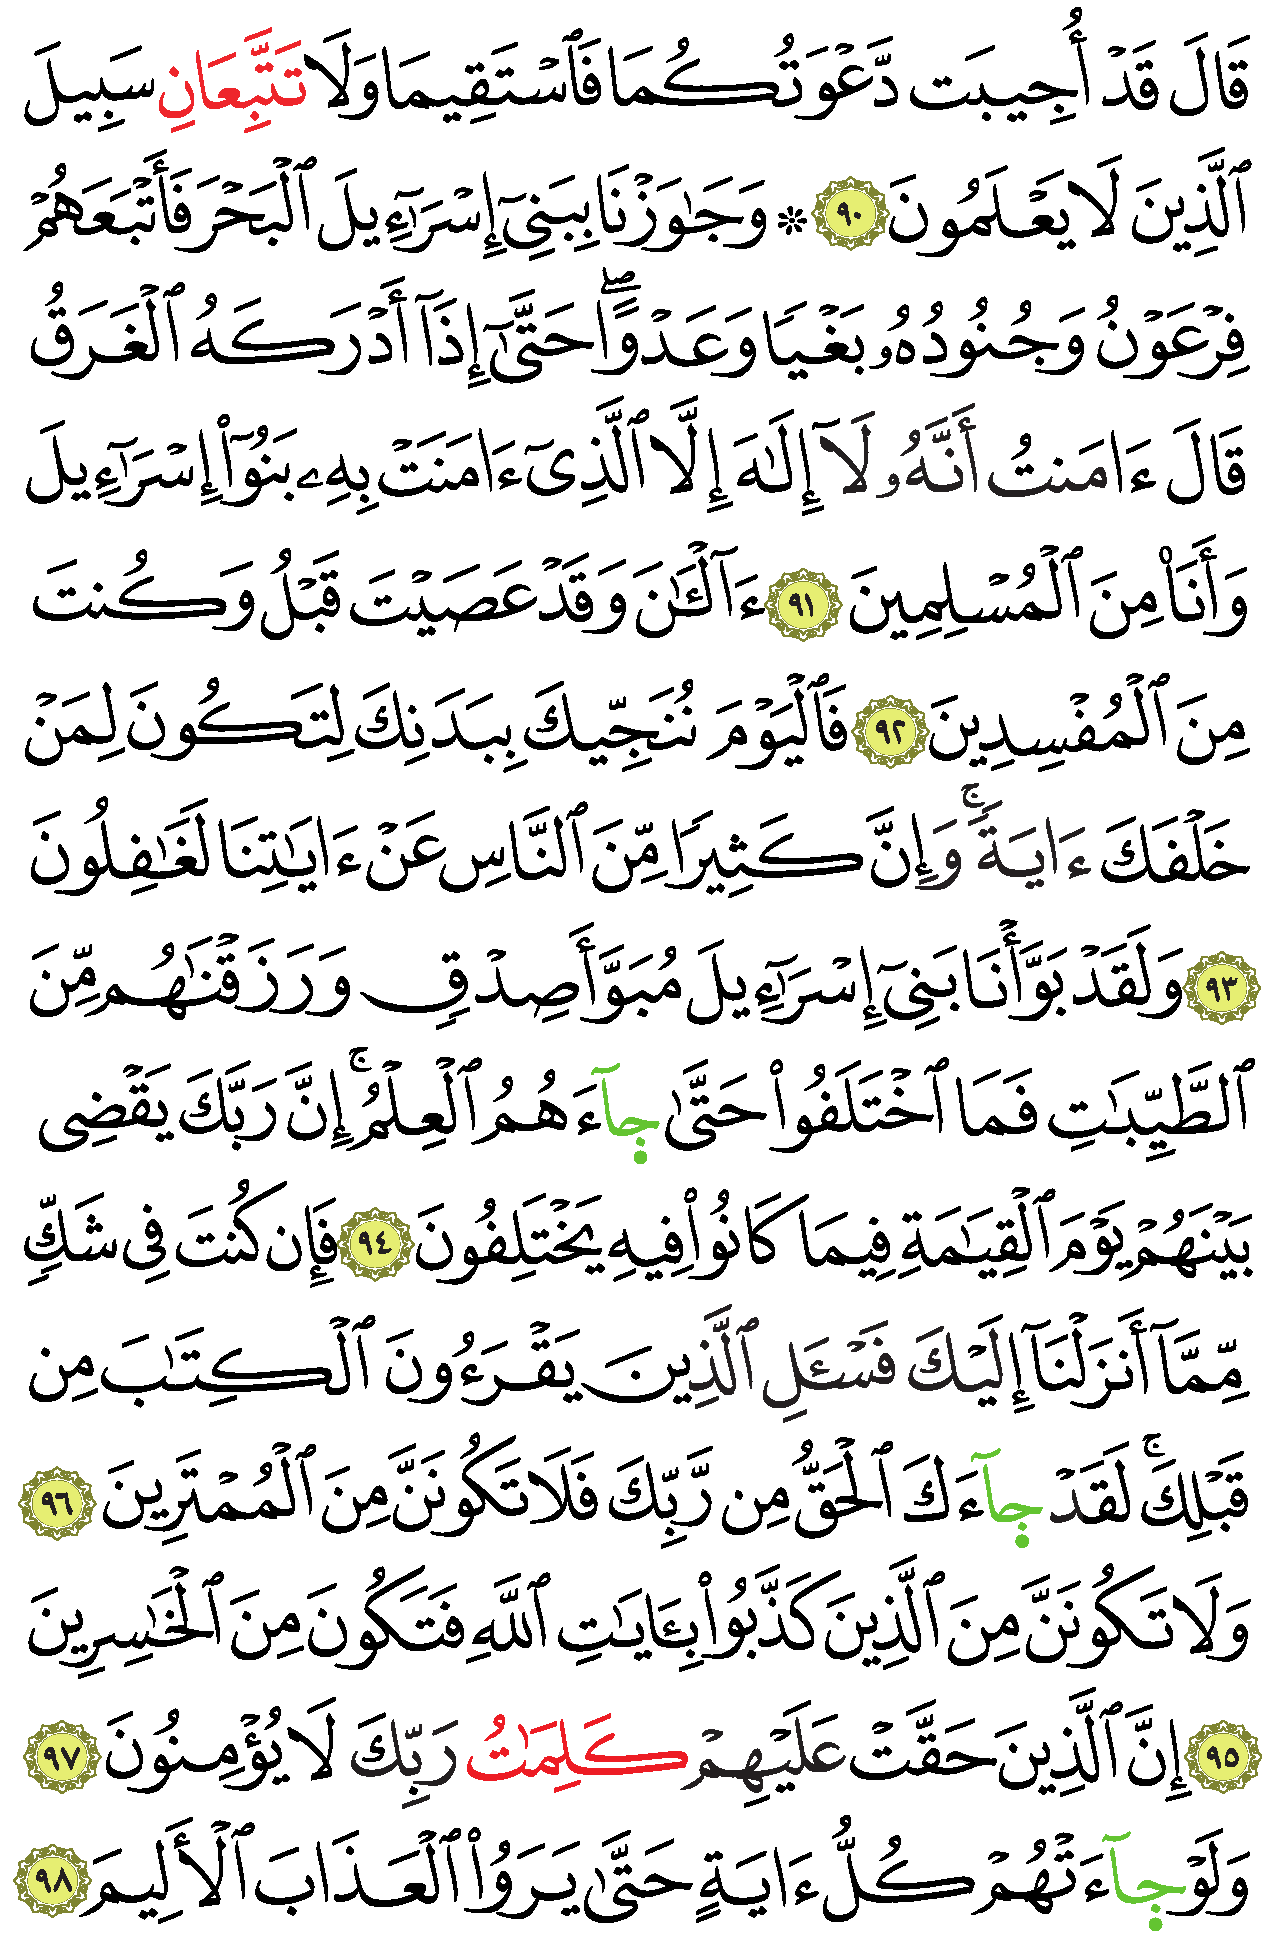 قَالَ قَدْ أُجِيبَت دَّعْوَتُكُمَا فَٱسْتَقِيمَا وَلَا تَتَّبِعَانِ سَبِيلَ
ٱلَّذِينَ لَا يَعْلَمُونَ ٩٠ ۞ وَجَٰوَزْنَا بِبَنِىٓ إِسْرَٰٓءِيلَ ٱلْبَحْرَ فَأَتْبَعَهُمْ
فِرْعَوْنُ وَجُنُودُهُۥ بَغْيًا وَعَدْوًاۖ حَتَّىٰٓ إِذَآ أَدْرَكَهُ ٱلْغَرَقُ
قَالَ ءَامَنتُ أَنَّهُۥ لَآ إِلَٰهَ إِلَّا ٱلَّذِىٓ ءَامَنَتْ بِهِۦ بَنُوٓا۟ إِسْرَٰٓءِيلَ
وَأَنَا۠ مِنَ ٱلْمُسْلِمِينَ ٩١ ءَآلْـَٰٔنَ وَقَدْ عَصَيْتَ قَبْلُ وَكُنتَ
مِنَ ٱلْمُفْسِدِينَ ٩٢ فَٱلْيَوْمَ نُنَجِّيكَ بِبَدَنِكَ لِتَكُونَ لِمَنْ
خَلْفَكَ ءَايَةًۚ وَإِنَّ كَثِيرًا مِّنَ ٱلنَّاسِ عَنْ ءَايَٰتِنَا لَغَٰفِلُونَ
٩٣ وَلَقَدْ بَوَّأْنَا بَنِىٓ إِسْرَٰٓءِيلَ مُبَوَّأَ صِدْقٍ وَرَزَقْنَٰهُم مِّنَ
ٱلطَّيِّبَٰتِ فَمَا ٱخْتَلَفُوا۟ حَتَّىٰ جَآءَهُمُ ٱلْعِلْمُۚ إِنَّ رَبَّكَ يَقْضِى
بَيْنَهُمْ يَوْمَ ٱلْقِيَٰمَةِ فِيمَا كَانُوا۟ فِيهِ يَخْتَلِفُونَ ٩٤ فَإِن كُنتَ فِى شَكٍّ
مِّمَّآ أَنزَلْنَآ إِلَيْكَ فَسْـَٔلِ ٱلَّذِينَ يَقْرَءُونَ ٱلْكِتَٰبَ مِن
قَبْلِكَۚ لَقَدْ جَآءَكَ ٱلْحَقُّ مِن رَّبِّكَ فَلَا تَكُونَنَّ مِنَ ٱلْمُمْتَرِينَ ٩٦
وَلَا تَكُونَنَّ مِنَ ٱلَّذِينَ كَذَّبُوا۟ بِـَٔايَٰتِ ٱللَّهِ فَتَكُونَ مِنَ ٱلْخَٰسِرِينَ
٩٥ إِنَّ ٱلَّذِينَ حَقَّتْ عَلَيْهِمْ كَلِمَٰتُ رَبِّكَ لَا يُؤْمِنُونَ ٩٧
وَلَوْ جَآءَتْهُمْ كُلُّ ءَايَةٍ حَتَّىٰ يَرَوُا۟ ٱلْعَذَابَ ٱلْأَلِيمَ ٩٨